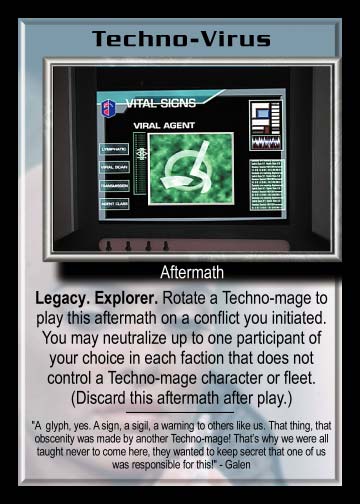 Techno-Virus
VITAL SIGNS
VIRAL AGENT
LYMPHATIC
VIRAL SCAN
TRANSMISSION
AGENT CLASS
Aftermath
Legacy. Explorer. Rotate a Techno-mage to
play this aftermath on a conflict you initiated.
You may neutralize up to one participant of
your choice in each faction that does not
control a Techno-mage character or fleet.
(Discard this aftermath after play.)
"A glyph, yes. A sign, a sigil, a warning to others like us. That thing, that
obscenity was made by another Techno-mage! That's why we were all
taught never to come here, they wanted to keep secret that one of us
was responsible for this!" - Galen